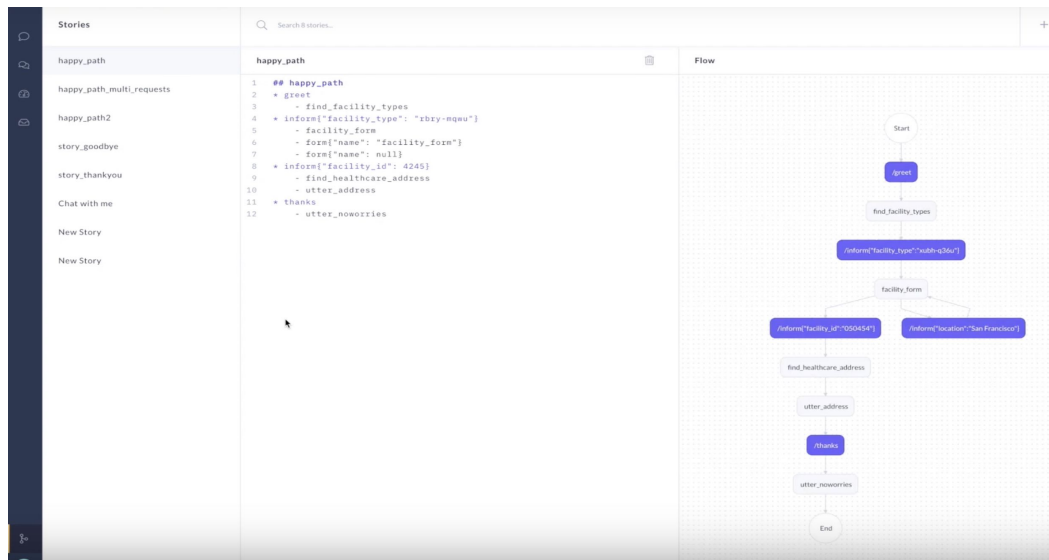 Stories
Search 8 stories...
+
happy_path
happy_path_multi_requests
happy_path2
story_goodbye
story_thankyou
Chat with me
New Story
New Story
happy_path
1 ## happy_path
2 * greet
3 - find_facility_types
4 * inform{"facility_type": "rbry-mqwu"}
5 - facility_form
6 - form{"name": "facility_form"}
7 - form{"name": null}
8 * inform{"facility_id": 4245}
9 - find_healthcare_address
10 - utter_address
11 * thanks
12 - utter_noworries
Flow
Start
/greet
find_facility_types
/inform{"facility_type":"xubh-q36u"}
facility_form
/inform{"facility_id":"050454"}
/inform{"location":"San Francisco"}
find_healthcare_address
utter_address
/thanks
utter_noworries
End